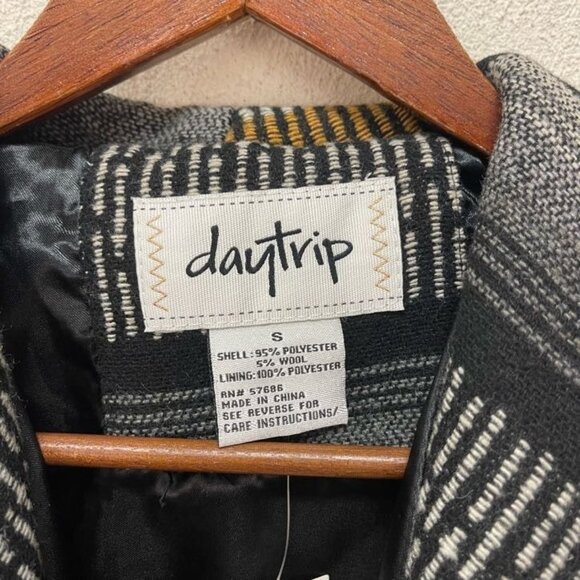 daytrip
S
SHELL: 95% POLYESTER
5% WOOL
LINING: 100% POLYESTER
RN# 57686
MADE IN CHINA
SEE REVERSE FOR
CARE INSTRUCTIONS/